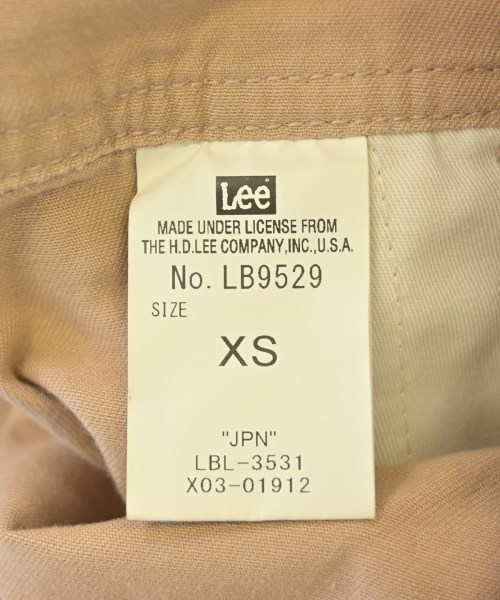 Lee
MADE UNDER LICENSE FROM
THE H.D.LEE COMPANY,INC.,U.S.A.
No. LB9529
SIZE
XS
"JPN"
LBL-3531
X03-01912